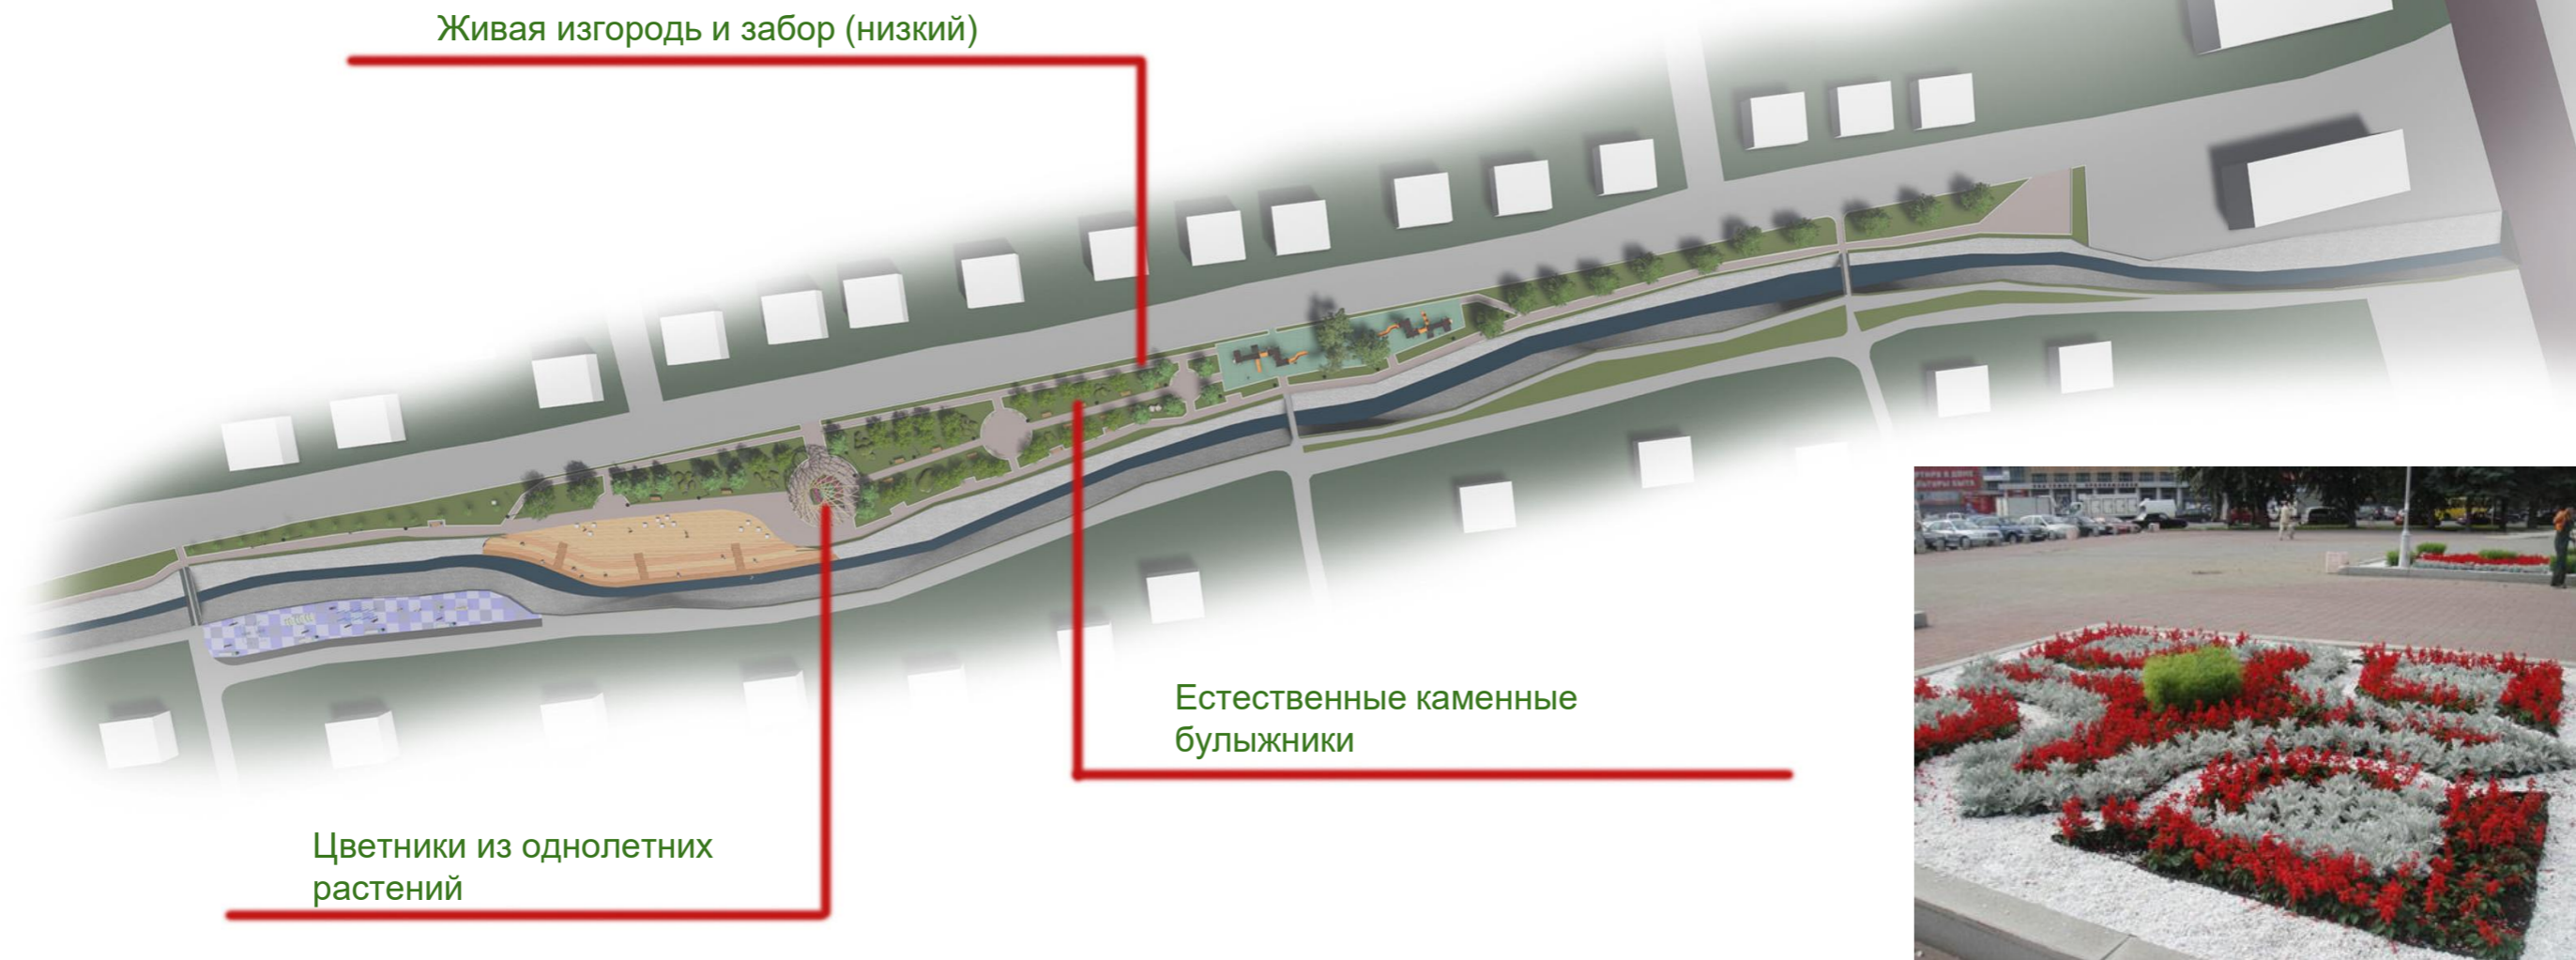 Живая изгородь и забор (низкий)
Естественные каменные
булыжники
Цветники из однолетних
растений